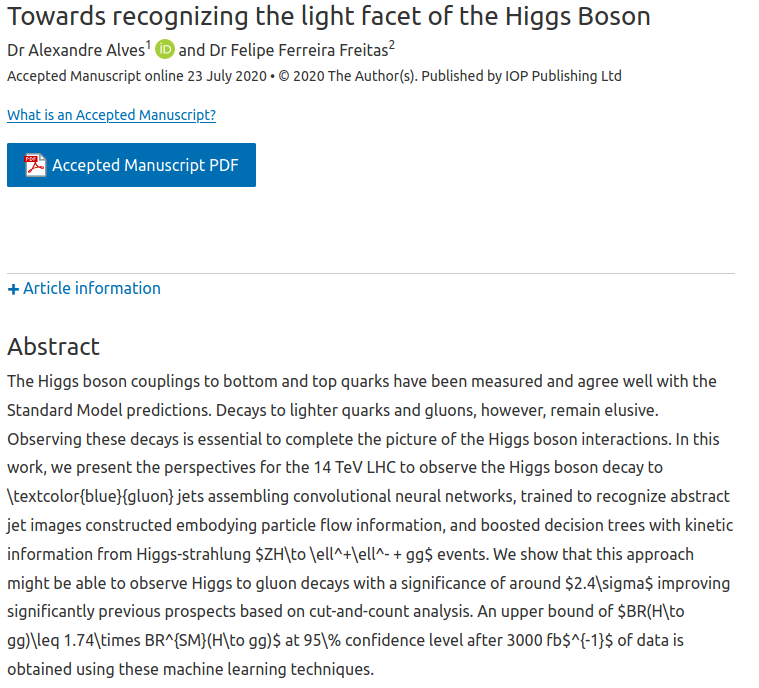 Towards recognizing the light facet of the Higgs Boson
Dr Alexandre Alves1 iD and Dr Felipe Ferreira Freitas2
Accepted Manuscript online 23 July 2020 • © 2020 The Author(s). Published by IOP Publishing Ltd
What is an Accepted Manuscript?
PDF Accepted Manuscript PDF
+ Article information
Abstract
The Higgs boson couplings to bottom and top quarks have been measured and agree well with the
Standard Model predictions. Decays to lighter quarks and gluons, however, remain elusive.
Observing these decays is essential to complete the picture of the Higgs boson interactions. In this
work, we present the perspectives for the 14 TeV LHC to observe the Higgs boson decay to
\textcolor{blue}{gluon} jets assembling convolutional neural networks, trained to recognize abstract
jet images constructed embodying particle flow information, and boosted decision trees with kinetic
information from Higgs-strahlung $ZH\to \ell^+\ell^- + gg$ events. We show that this approach
might be able to observe Higgs to gluon decays with a significance of around $2.4\sigma$ improving
significantly previous prospects based on cut-and-count analysis. An upper bound of $BR(H\to
gg)\leq 1.74\times BR^{SM}(H\to gg)$ at 95\% confidence level after 3000 fb$^{-1}$ of data is
obtained using these machine learning techniques.